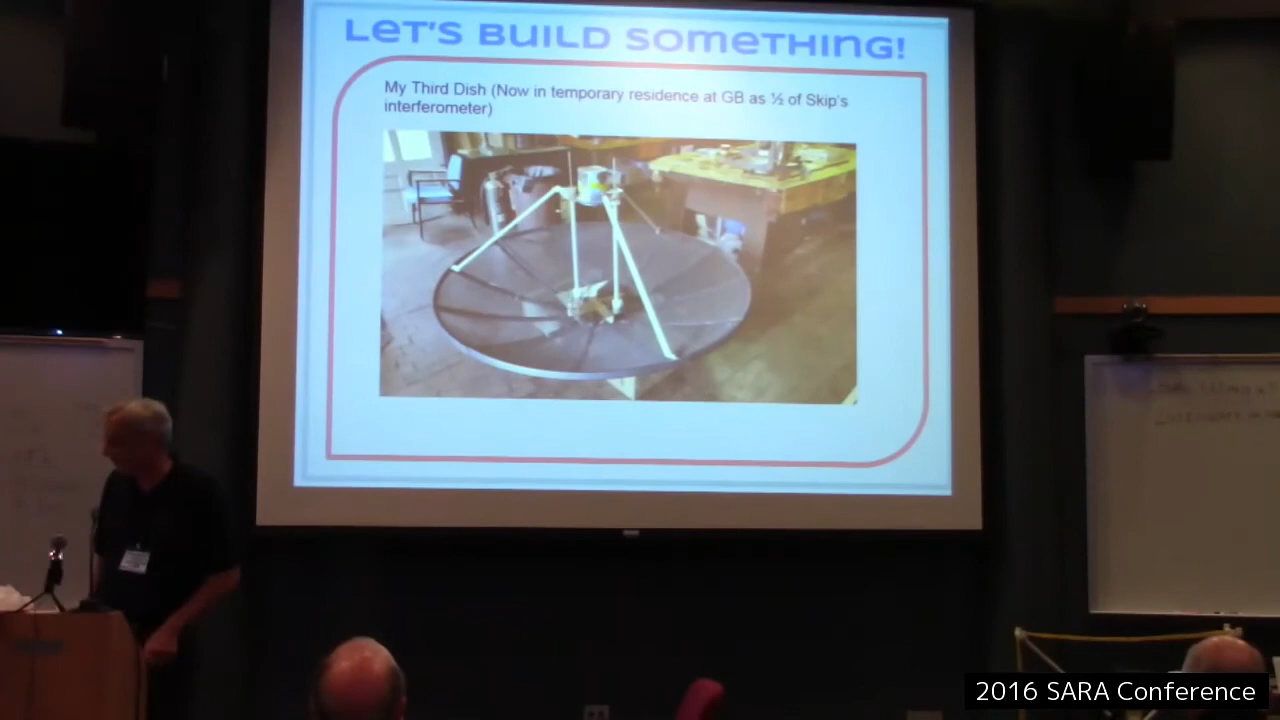 LET'S BUILD SOMETHING!
My Third Dish (Now in temporary residence at GB as ½ of Skip's
interferometer)
2016 SARA Conference